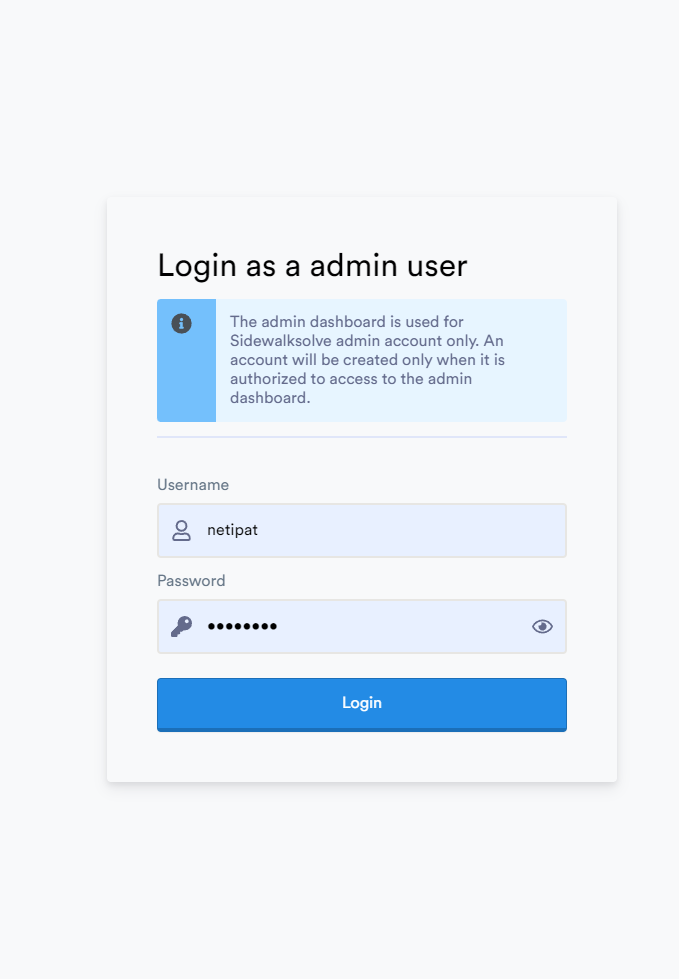 Login as a admin user
The admin dashboard is used for
Sidewalksolve admin account only. An
account will be created only when it is
authorized to access to the admin
dashboard.
Username
netipat
Password
••••••••
Login